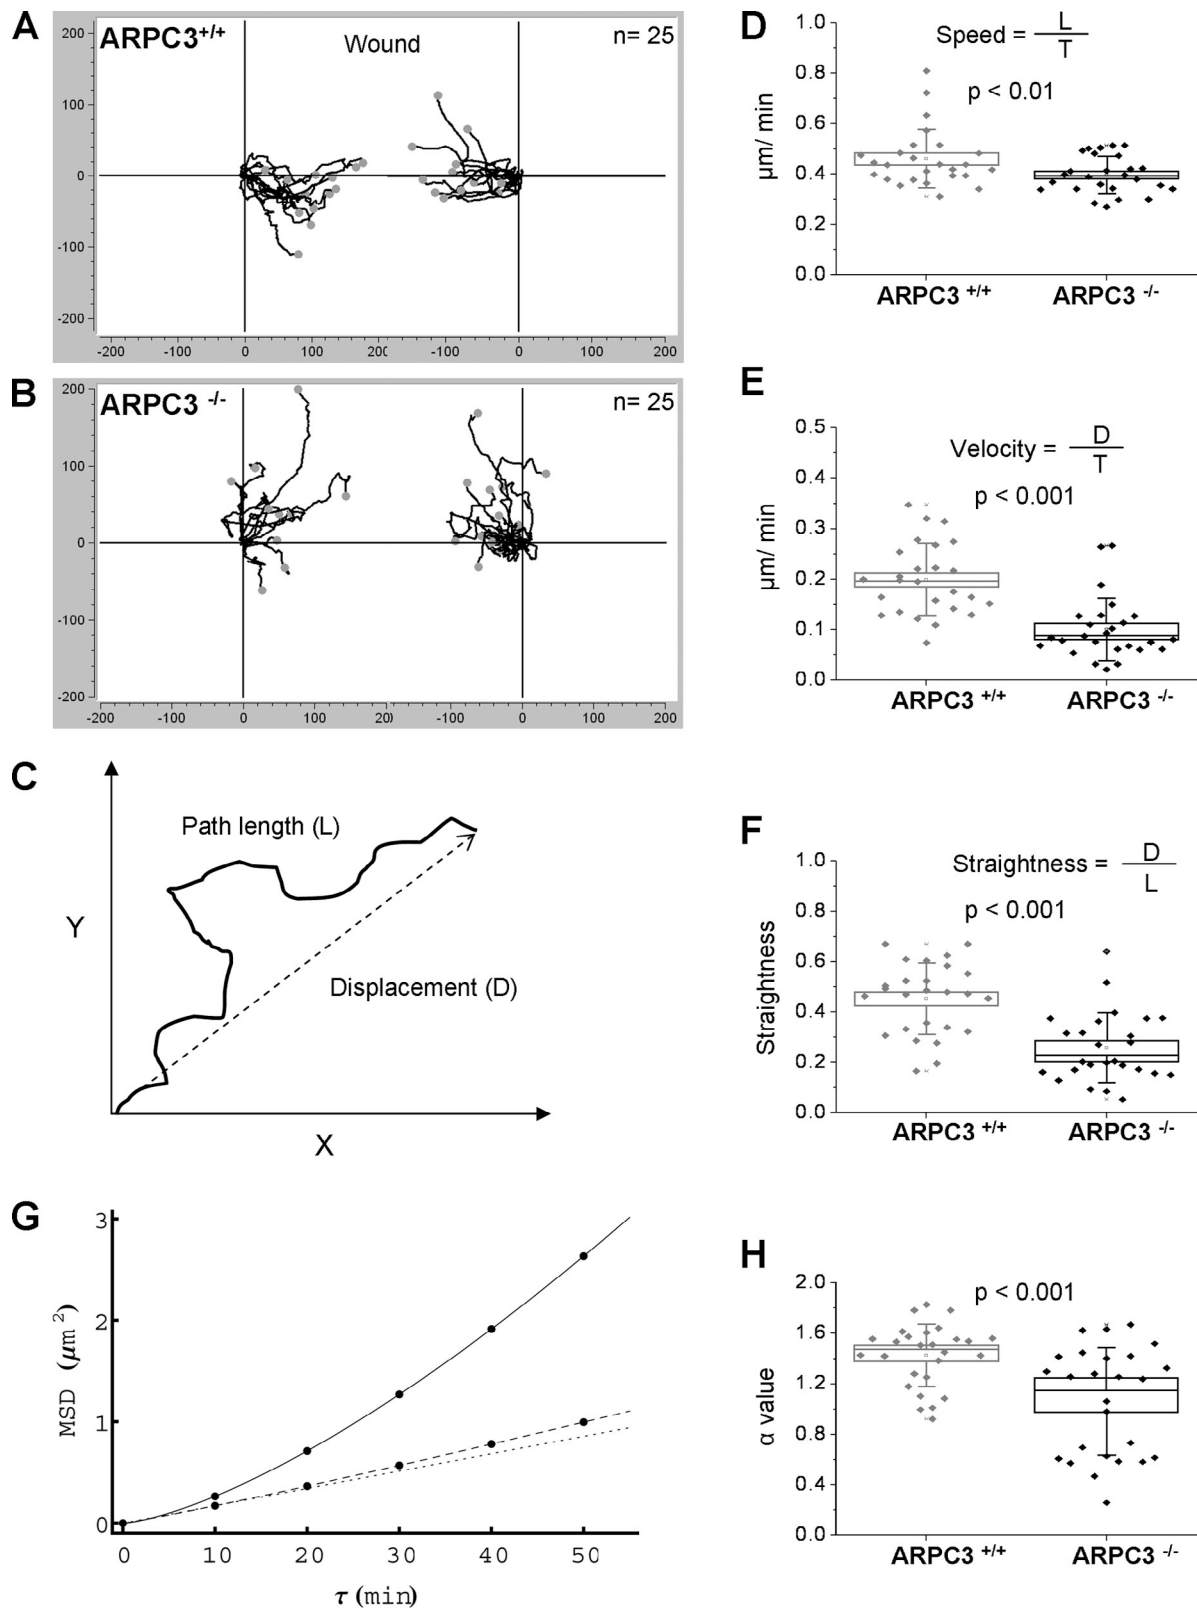 A
ARPC3+/+
Wound
n= 25
200
100
0
-100
-200
-200 -100 0 100 200 -100 0 100 200
B
ARPC3 -/-
n= 25
200
100
0
-100
-200
-200 -100 0 100 200 -100 0 100 200
C
Path length (L)
Y
Displacement (D)
X
G
3
2
1
0
MSD (μm2)
0 10 20 30 40 50
τ (min)
D
Speed = L
T
p < 0.01
1.0
0.8
0.6
0.4
0.2
0.0
μm/ min
ARPC3 +/+ ARPC3 -/-
E
Velocity = D
T
p < 0.001
0.5
0.4
0.3
0.2
0.1
0.0
μm/ min
ARPC3 +/+ ARPC3 -/-
F
Straightness = D
L
p < 0.001
1.0
0.8
0.6
0.4
0.2
0.0
Straightness
ARPC3 +/+ ARPC3 -/-
H
p < 0.001
2.0
1.6
1.2
0.8
0.4
0.0
α value
ARPC3 +/+ ARPC3 -/-